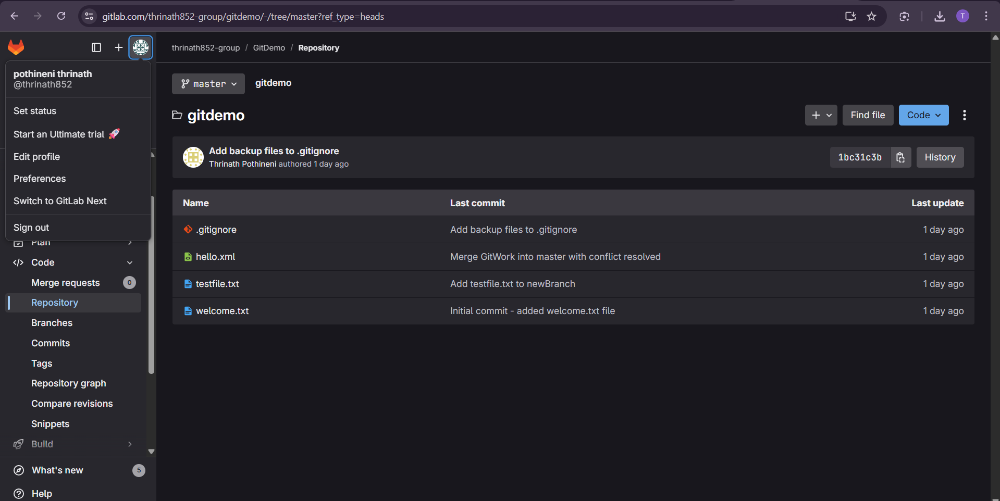 gitlab.com/thrinath852-group/gitdemo/-/tree/master?ref_type=heads
T
thrinath852-group / GitDemo / Repository
pothineni thrinath
@thrinath852
Set status
Start an Ultimate trial 🚀
Edit profile
Preferences
Switch to GitLab Next
Sign out
Plan
Code
Merge requests 0
Repository
Branches
Commits
Tags
Repository graph
Compare revisions
Snippets
Build
What's new 5
Help
master gitdemo
gitdemo
Find file
Code
Add backup files to .gitignore
Thrinath Pothineni authored 1 day ago
1bc31c3b
History
Name Last commit Last update
.gitignore Add backup files to .gitignore 1 day ago
hello.xml Merge GitWork into master with conflict resolved 1 day ago
testfile.txt Add testfile.txt to newBranch 1 day ago
welcome.txt Initial commit - added welcome.txt file 1 day ago